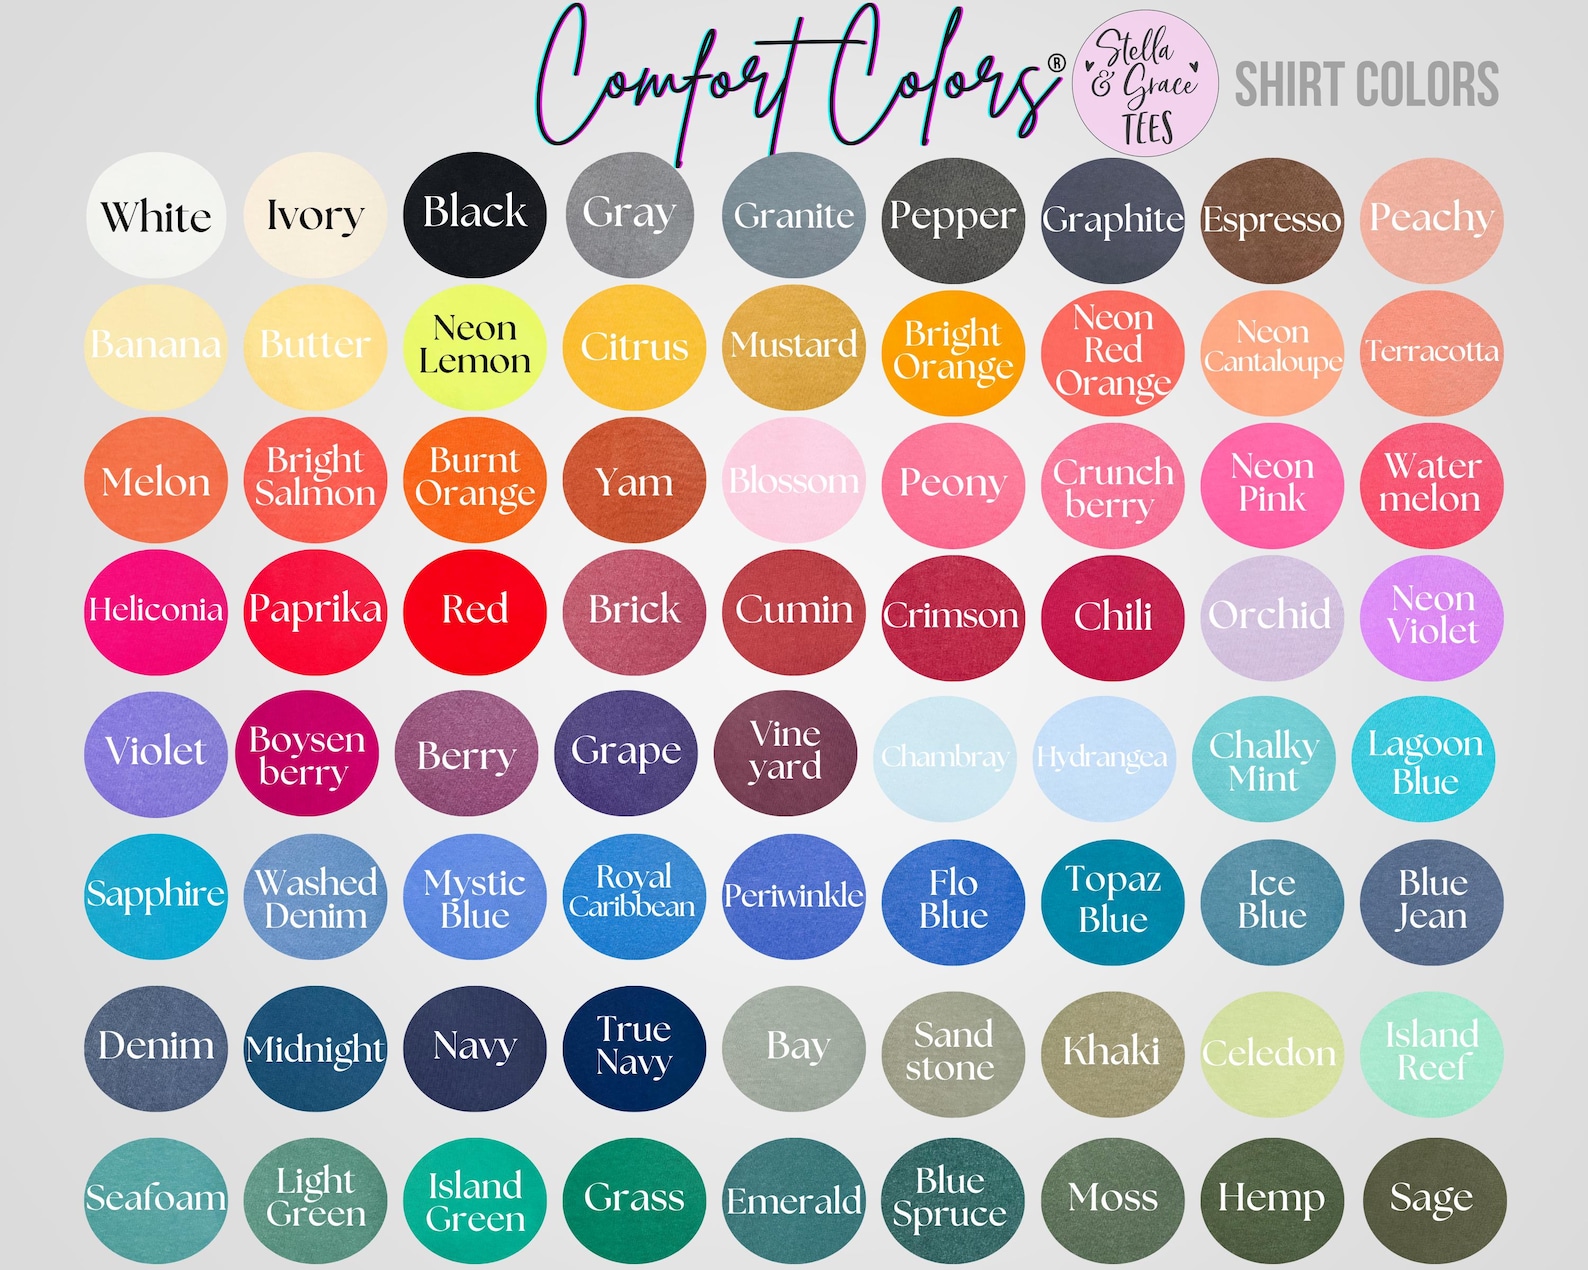 Comfort Colors®
Stella
& Grace
TEES
SHIRT COLORS
White
Ivory
Black
Gray
Granite
Pepper
Graphite
Espresso
Peachy
Banana
Butter
Neon
Lemon
Citrus
Mustard
Bright
Orange
Neon
Red
Orange
Neon
Cantaloupe
Terracotta
Melon
Bright
Salmon
Burnt
Orange
Yam
Blossom
Peony
Crunch
berry
Neon
Pink
Water
melon
Heliconia
Paprika
Red
Brick
Cumin
Crimson
Chili
Orchid
Neon
Violet
Violet
Boysen
berry
Berry
Grape
Vine
yard
Chambray
Hydrangea
Chalky
Mint
Lagoon
Blue
Sapphire
Washed
Denim
Mystic
Blue
Royal
Caribbean
Periwinkle
Flo
Blue
Topaz
Blue
Ice
Blue
Blue
Jean
Denim
Midnight
Navy
True
Navy
Bay
Sand
stone
Khaki
Celedon
Island
Reef
Seafoam
Light
Green
Island
Green
Grass
Emerald
Blue
Spruce
Moss
Hemp
Sage